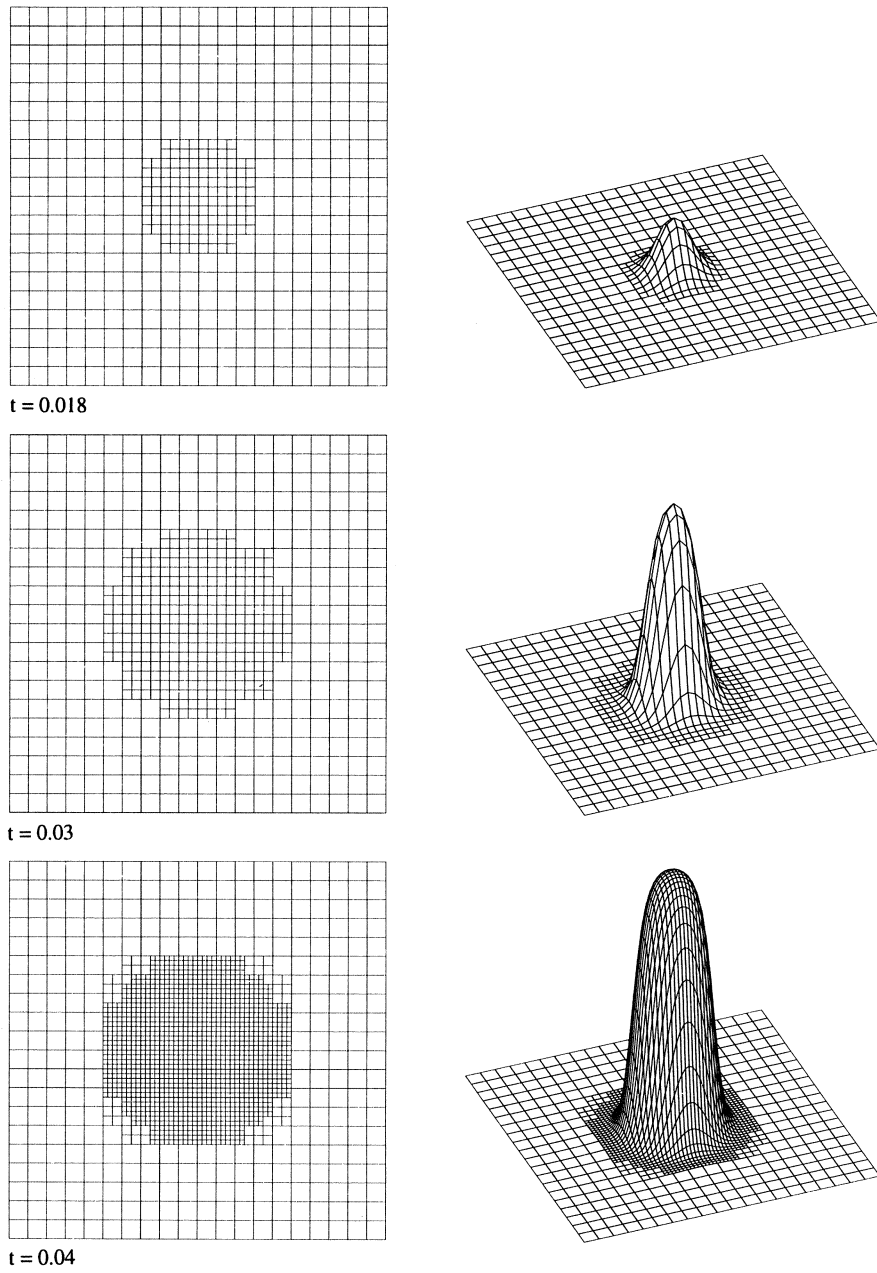 t = 0.018
t = 0.03
t = 0.04